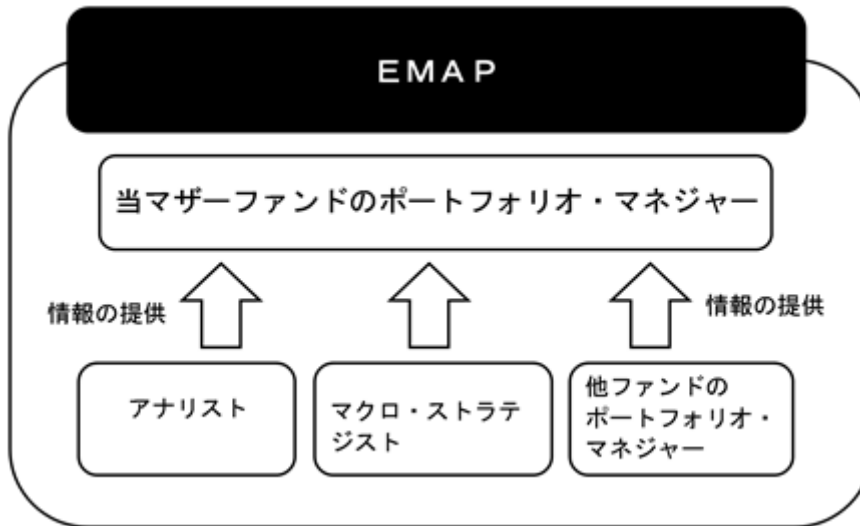 ＥＭＡＰ
当マザーファンドのポートフォリオ・マネジャー
情報の提供
情報の提供
アナリスト
マクロ・ストラテ
ジスト
他ファンドの
ポートフォリオ・
マネジャー